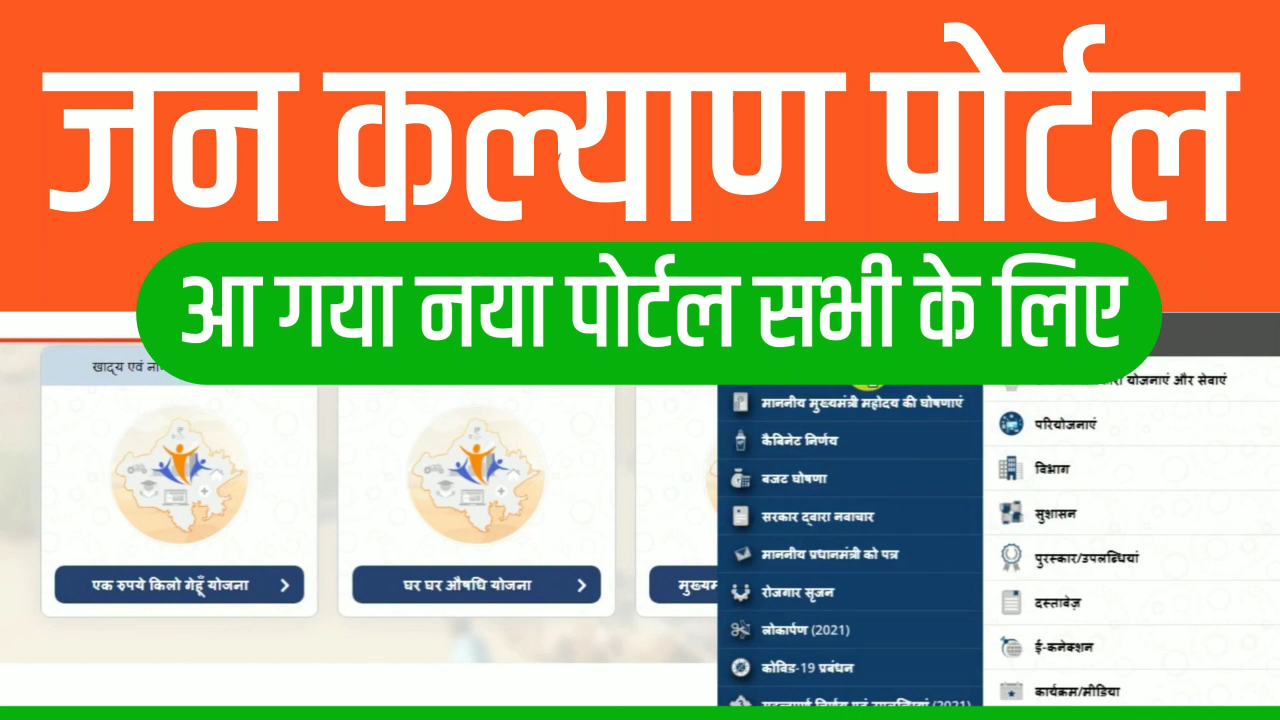 जन कल्याण पोर्टल
आ गया नया पोर्टल सभी के लिए
खाद्य एवं
एक रुपये किलो गेहूँ योजना
घर घर औषधि योजना
माननीय मुख्यमंत्री महोदय की घोषणाएं
कैबिनेट निर्णय
बजट घोषणा
सरकार द्वारा नवाचार
माननीय प्रधानमंत्री को पत्र
रोजगार सृजन
लोकार्पण (2021)
कोविड-19 प्रबंधन
योजनाएं और सेवाएं
परियोजनाएं
विभाग
सुशासन
पुरस्कार/उपलब्धियां
दस्तावेज़
ई-कनेक्शन
कार्यक्रम/मीडिया